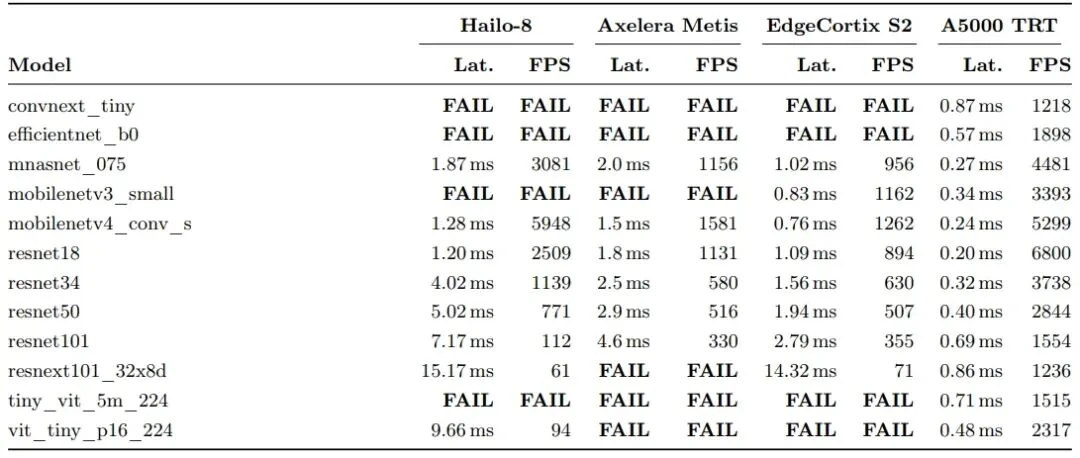 Hailo-8 Axelera Metis EdgeCortix S2 A5000 TRT
Model Lat. FPS Lat. FPS Lat. FPS Lat. FPS
convnext_tiny FAIL FAIL FAIL FAIL FAIL FAIL 0.87 ms 1218
efficientnet_b0 FAIL FAIL FAIL FAIL FAIL FAIL 0.57 ms 1898
mnasnet_075 1.87 ms 3081 2.0 ms 1156 1.02 ms 956 0.27 ms 4481
mobilenetv3_small FAIL FAIL FAIL FAIL 0.83 ms 1162 0.34 ms 3393
mobilenetv4_conv_s 1.28 ms 5948 1.5 ms 1581 0.76 ms 1262 0.24 ms 5299
resnet18 1.20 ms 2509 1.8 ms 1131 1.09 ms 894 0.20 ms 6800
resnet34 4.02 ms 1139 2.5 ms 580 1.56 ms 630 0.32 ms 3738
resnet50 5.02 ms 771 2.9 ms 516 1.94 ms 507 0.40 ms 2844
resnet101 7.17 ms 112 4.6 ms 330 2.79 ms 355 0.69 ms 1554
resnext101_32x8d 15.17 ms 61 FAIL FAIL 14.32 ms 71 0.86 ms 1236
tiny_vit_5m_224 FAIL FAIL FAIL FAIL FAIL FAIL 0.71 ms 1515
vit_tiny_p16_224 9.66 ms 94 FAIL FAIL FAIL FAIL 0.48 ms 2317